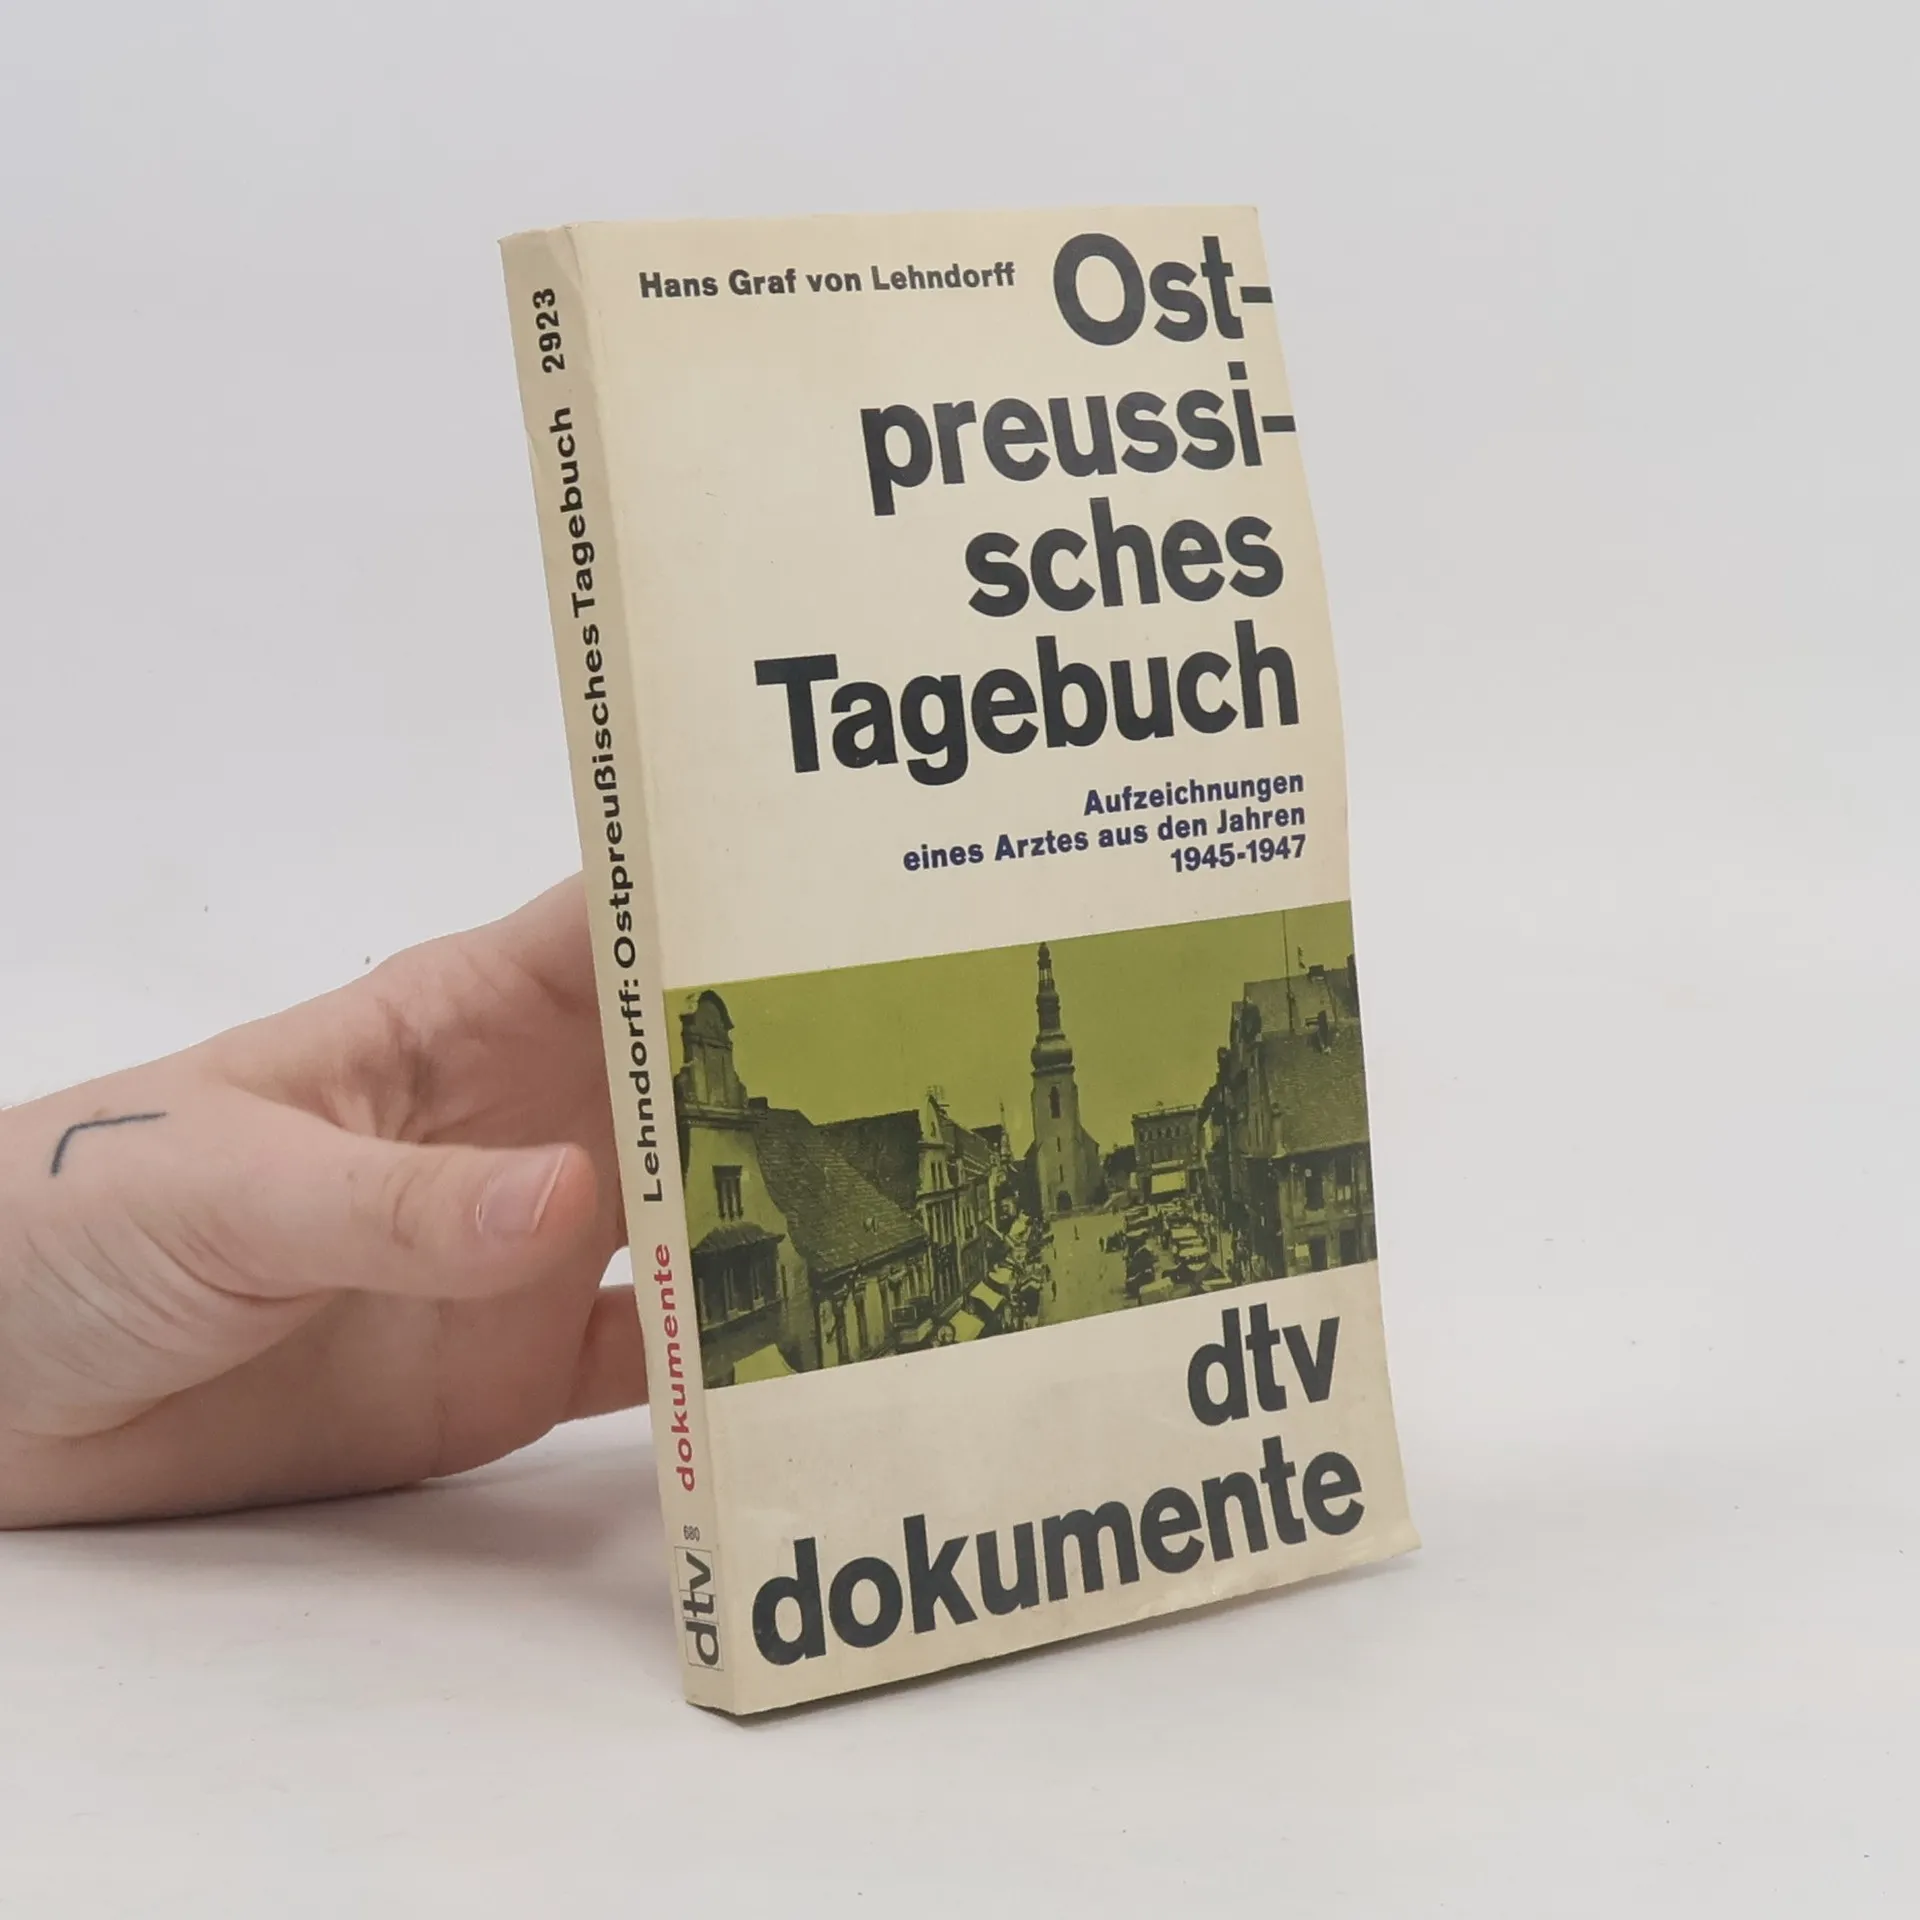 Hans Graf von Lehndorff
Ost-
preussi-
sches
Tagebuch
Aufzeichnungen
eines Arztes aus den Jahren
1945-1947
dtv
dokumente
dtv 680 dokumente Lehndorff: Ostpreußisches Tagebuch 2923